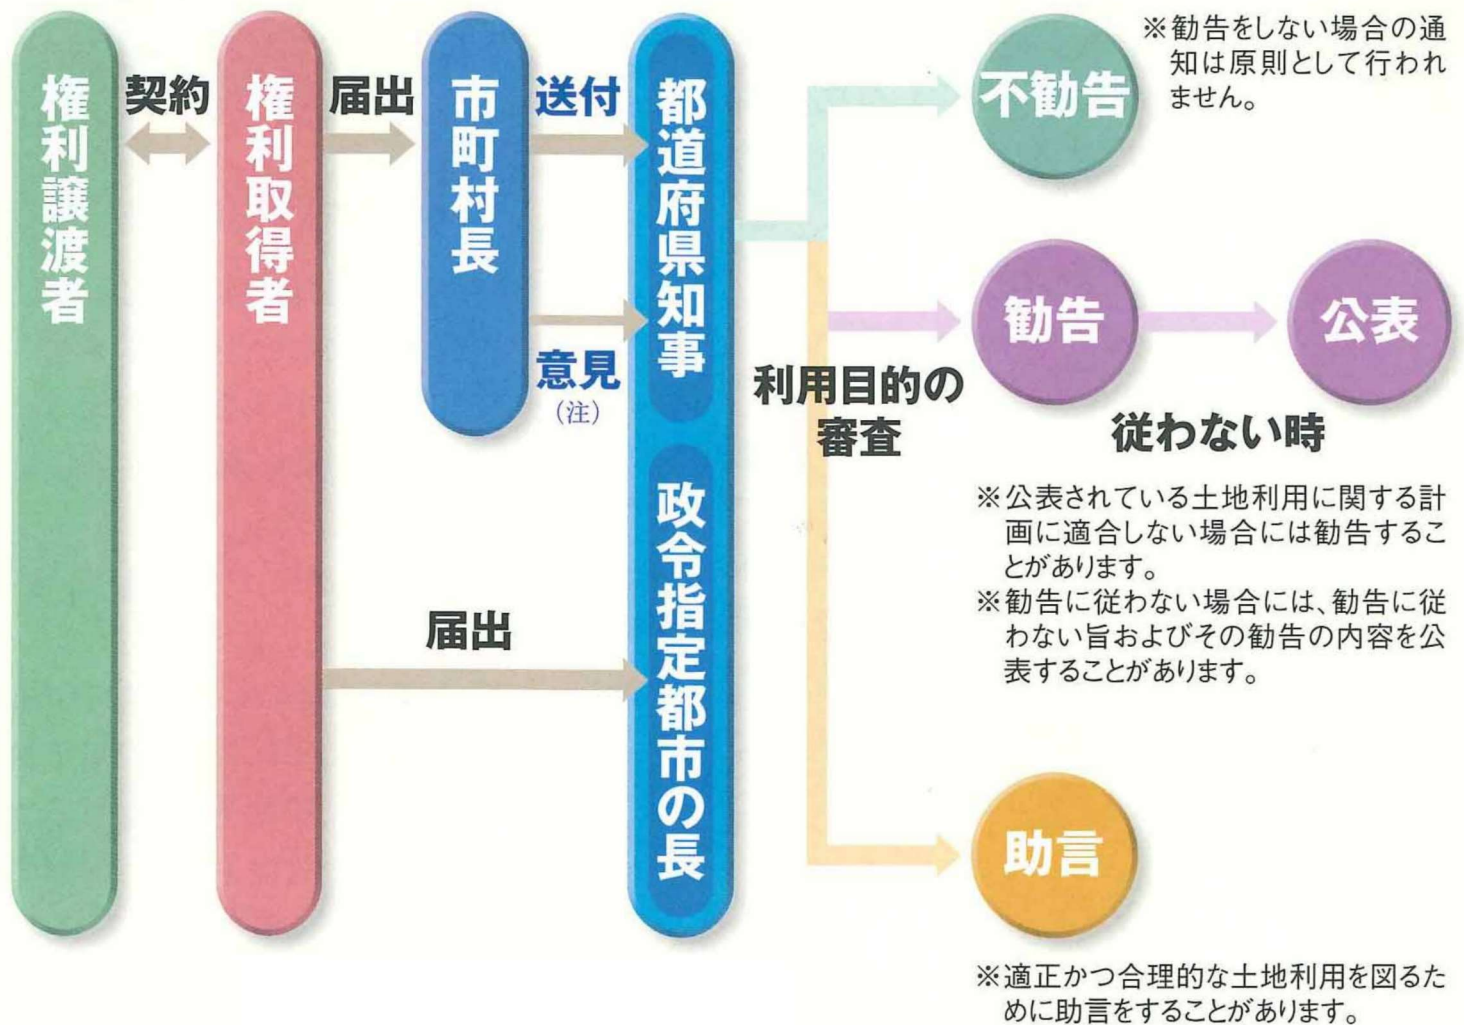 権利譲渡者
契約
権利取得者
届出
市町村長
送付
意見
(注)
都道府県知事
政令指定都市の長
届出
利用目的の
審査
不勧告
※勧告をしない場合の通
知は原則として行われ
ません。
勧告
公表
従わない時
※公表されている土地利用に関する計
画に適合しない場合には勧告するこ
とがあります。
※勧告に従わない場合には、勧告に従
わない旨およびその勧告の内容を公
表することがあります。
助言
※適正かつ合理的な土地利用を図るた
めに助言をすることがあります。